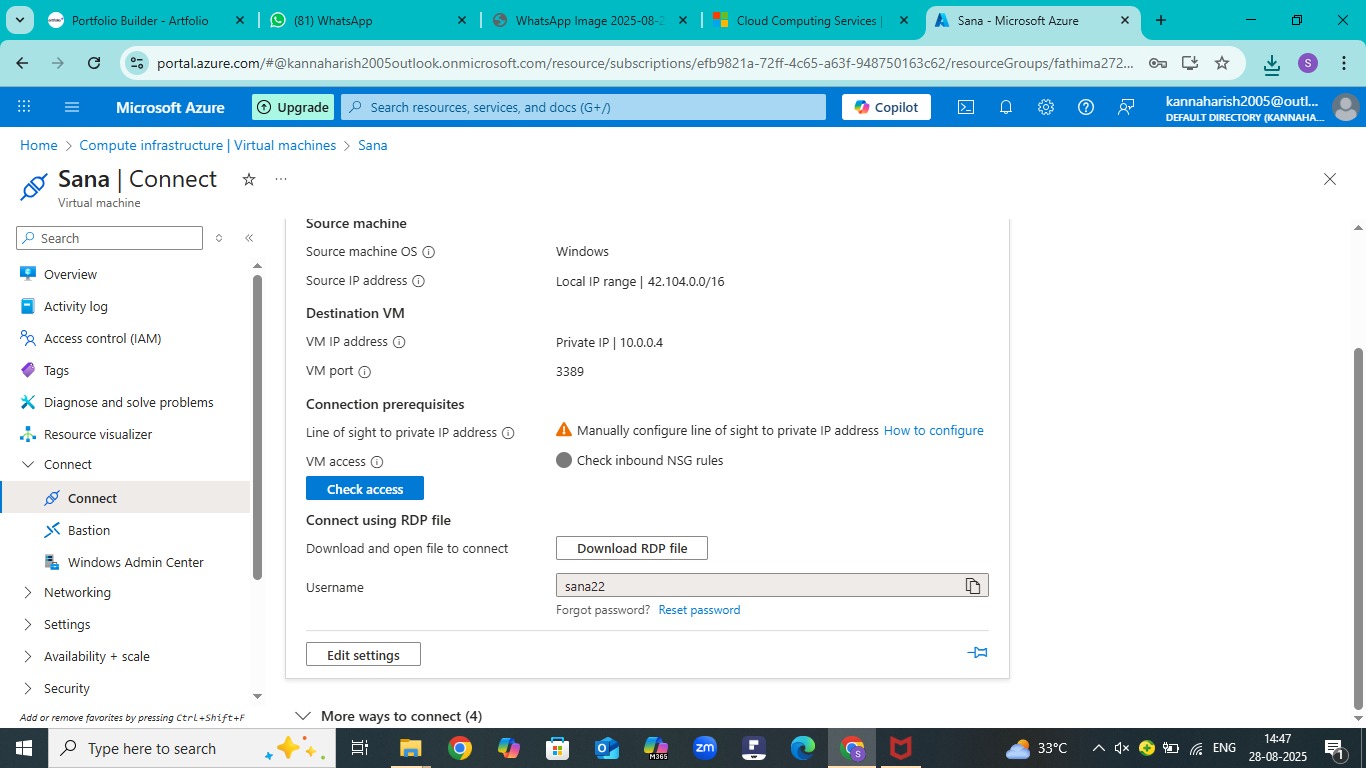 Portfolio Builder - Artfolio
(81) WhatsApp
WhatsApp Image 2025-08-2
Cloud Computing Services |
Sana - Microsoft Azure
portal.azure.com/#@kannaharish2005outlook.onmicrosoft.com/resource/subscriptions/efb9821a-72ff-4c65-a63f-948750163c62/resourceGroups/fathima272...
S
Microsoft Azure
Upgrade
Search resources, services, and docs (G+/)
Copilot
kannaharish2005@outl...
DEFAULT DIRECTORY (KANNAHA...
Home > Compute infrastructure | Virtual machines > Sana
Sana | Connect
Virtual machine
Search
Overview
Activity log
Access control (IAM)
Tags
Diagnose and solve problems
Resource visualizer
Connect
Connect
Bastion
Windows Admin Center
Networking
Settings
Availability + scale
Security
Add or remove favorites by pressing Ctrl+Shift+F
Source machine
Source machine OS
Windows
Source IP address
Local IP range | 42.104.0.0/16
Destination VM
VM IP address
Private IP | 10.0.0.4
VM port
3389
Connection prerequisites
Line of sight to private IP address
Manually configure line of sight to private IP address How to configure
VM access
Check inbound NSG rules
Check access
Connect using RDP file
Download and open file to connect
Download RDP file
Username
sana22
Forgot password? Reset password
Edit settings
More ways to connect (4)
Type here to search
M365
zm
F
S
33°C
ENG
14:47
28-08-2025
1